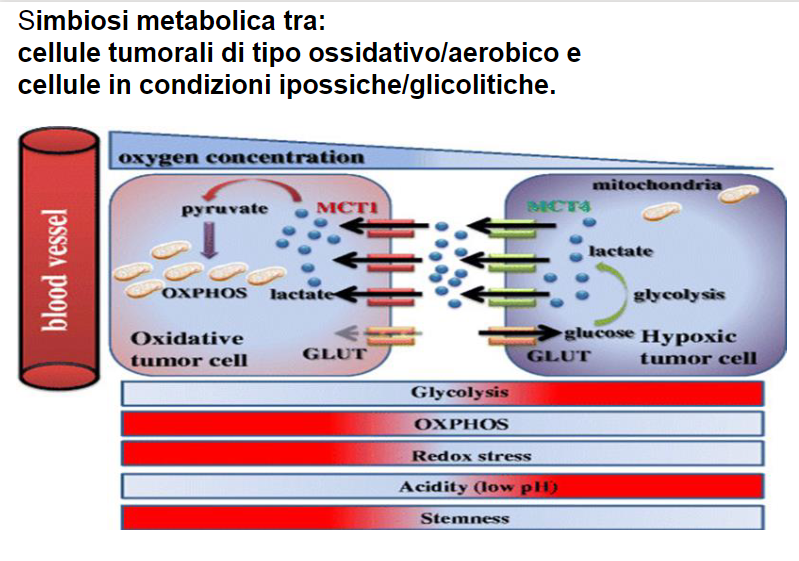 Simbiosi metabolica tra:
cellule tumorali di tipo ossidativo/aerobico e
cellule in condizioni ipossiche/glicolitiche.
blood vessel
oxygen concentration
pyruvate
MCT1
OXPHOS
lactate
Oxidative
tumor cell
GLUT
MCT4
mitochondria
lactate
glycolysis
glucose
Hypoxic
tumor cell
GLUT
Glycolysis
OXPHOS
Redox stress
Acidity (low pH)
Stemness